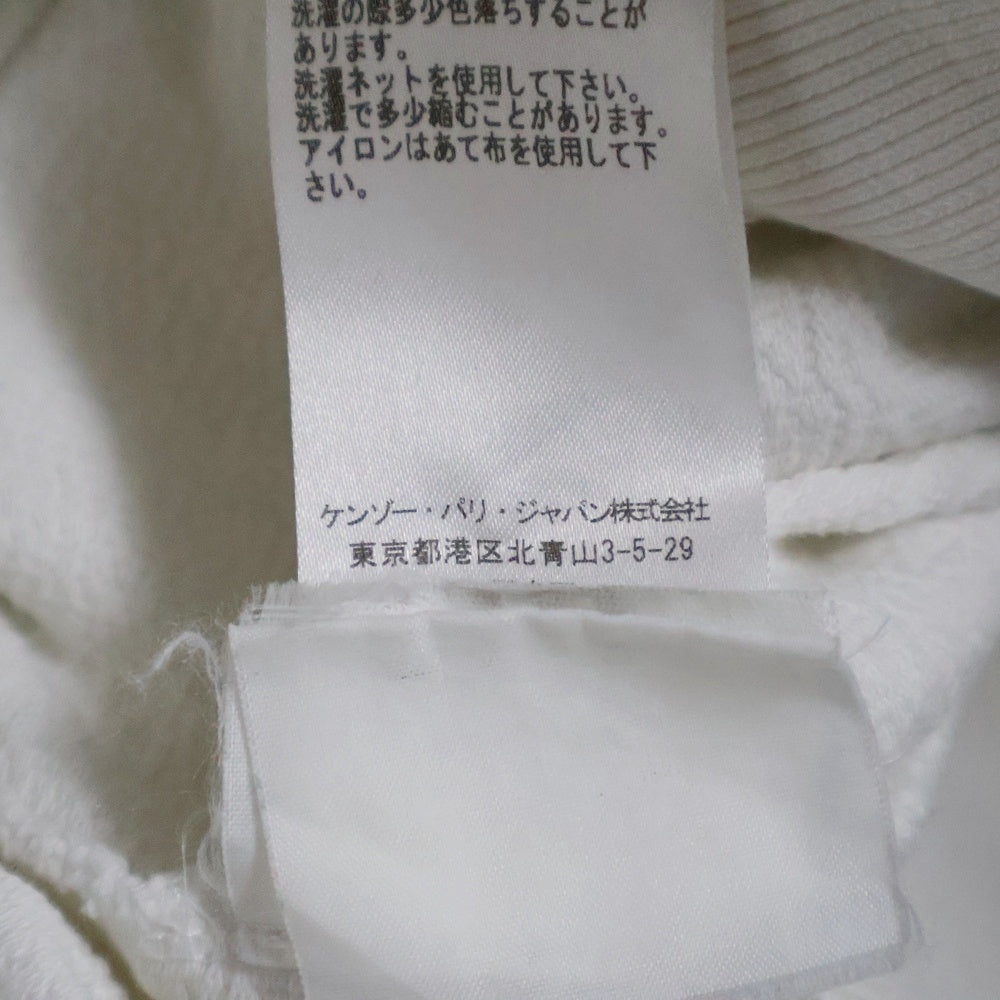 洗濯の際多少色落ちすることが
あります。
洗濯ネットを使用して下さい。
洗濯で多少縮むことがあります。
アイロンはあて布を使用して下
さい。
ケンゾー・パリ・ジャパン株式会社
東京都港区北青山3-5-29